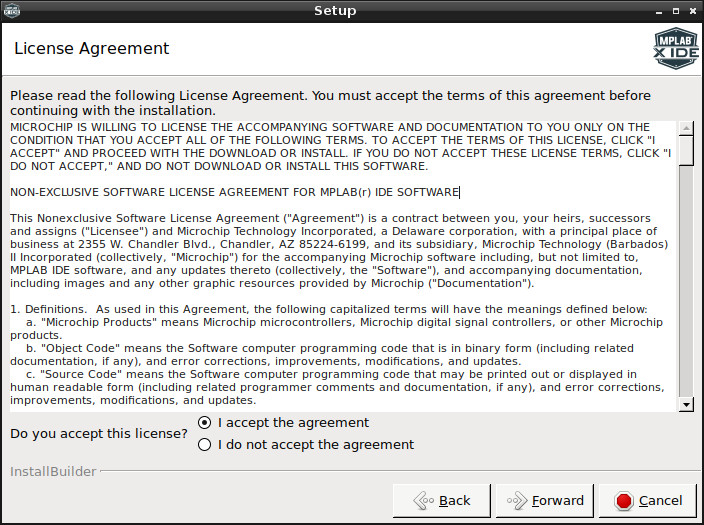 Setup
License Agreement
MPLAB
X IDE
Please read the following License Agreement. You must accept the terms of this agreement before
continuing with the installation.
MICROCHIP IS WILLING TO LICENSE THE ACCOMPANYING SOFTWARE AND DOCUMENTATION TO YOU ONLY ON THE
CONDITION THAT YOU ACCEPT ALL OF THE FOLLOWING TERMS. TO ACCEPT THE TERMS OF THIS LICENSE, CLICK "I
ACCEPT" AND PROCEED WITH THE DOWNLOAD OR INSTALL. IF YOU DO NOT ACCEPT THESE LICENSE TERMS, CLICK "I
DO NOT ACCEPT," AND DO NOT DOWNLOAD OR INSTALL THIS SOFTWARE.
NON-EXCLUSIVE SOFTWARE LICENSE AGREEMENT FOR MPLAB(r) IDE SOFTWARE
This Nonexclusive Software License Agreement ("Agreement") is a contract between you, your heirs, successors
and assigns ("Licensee") and Microchip Technology Incorporated, a Delaware corporation, with a principal place of
business at 2355 W. Chandler Blvd., Chandler, AZ 85224-6199, and its subsidiary, Microchip Technology (Barbados)
II Incorporated (collectively, "Microchip") for the accompanying Microchip software including, but not limited to,
MPLAB IDE software, and any updates thereto (collectively, the "Software"), and accompanying documentation,
including images and any other graphic resources provided by Microchip ("Documentation").
1. Definitions.  As used in this Agreement, the following capitalized terms will have the meanings defined below:
a. "Microchip Products" means Microchip microcontrollers, Microchip digital signal controllers, or other Microchip
products.
b. "Object Code" means the Software computer programming code that is in binary form (including related
documentation, if any), and error corrections, improvements, modifications, and updates.
c. "Source Code" means the Software computer programming code that may be printed out or displayed in
human readable form (including related programmer comments and documentation, if any), and error corrections,
improvements, modifications, and updates.
Do you accept this license?
I accept the agreement
I do not accept the agreement
InstallBuilder
Back
Forward
Cancel